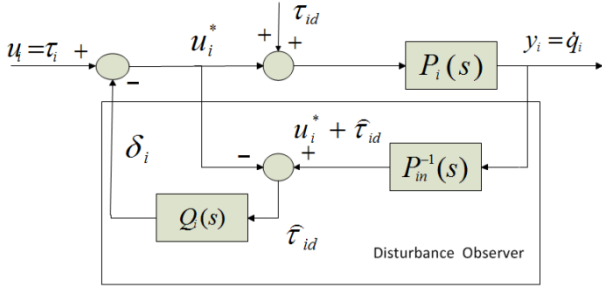 τ_id
u_i = τ_i + u_i^* + + y_i = q̇_i
P_i(s)
-
δ_i u_i^* + τ̂_id
- + P_in^{-1}(s)
Q_i(s)
τ̂_id
Disturbance Observer